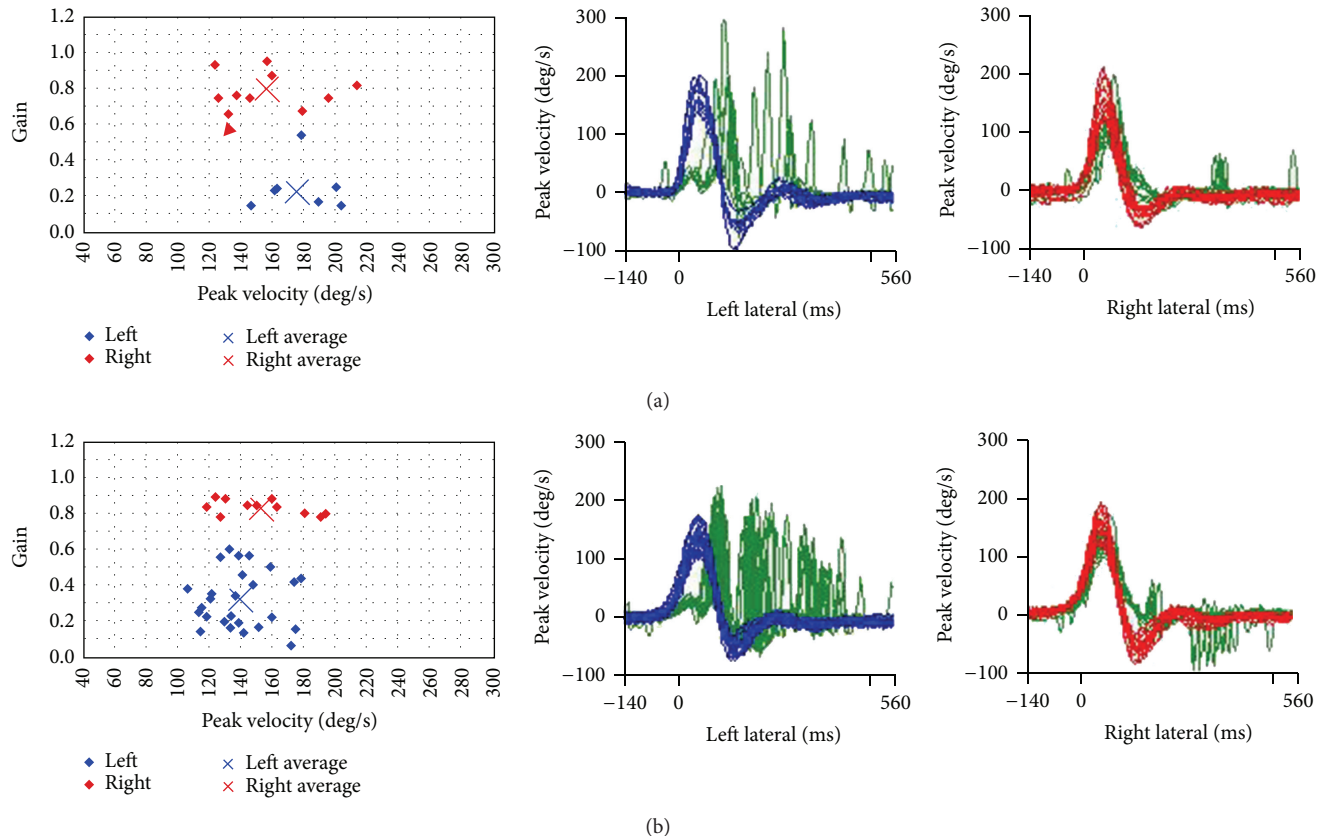 1.2
1.0
0.8
0.6
0.4
0.2
0.0
Gain
40 60 80 100 120 140 160 180 200 220 240 260 280 300
Peak velocity (deg/s)
Left
Left average
Right
Right average
300
200
100
0
−100
Peak velocity (deg/s)
−140 0 560
Left lateral (ms)
300
200
100
0
−100
Peak velocity (deg/s)
−140 0 560
Right lateral (ms)
(a)
1.2
1.0
0.8
0.6
0.4
0.2
0.0
Gain
40 60 80 100 120 140 160 180 200 220 240 260 280 300
Peak velocity (deg/s)
Left
Left average
Right
Right average
300
200
100
0
−100
Peak velocity (deg/s)
−140 0 560
Left lateral (ms)
300
200
100
0
−100
Peak velocity (deg/s)
−140 0 560
Right lateral (ms)
(b)